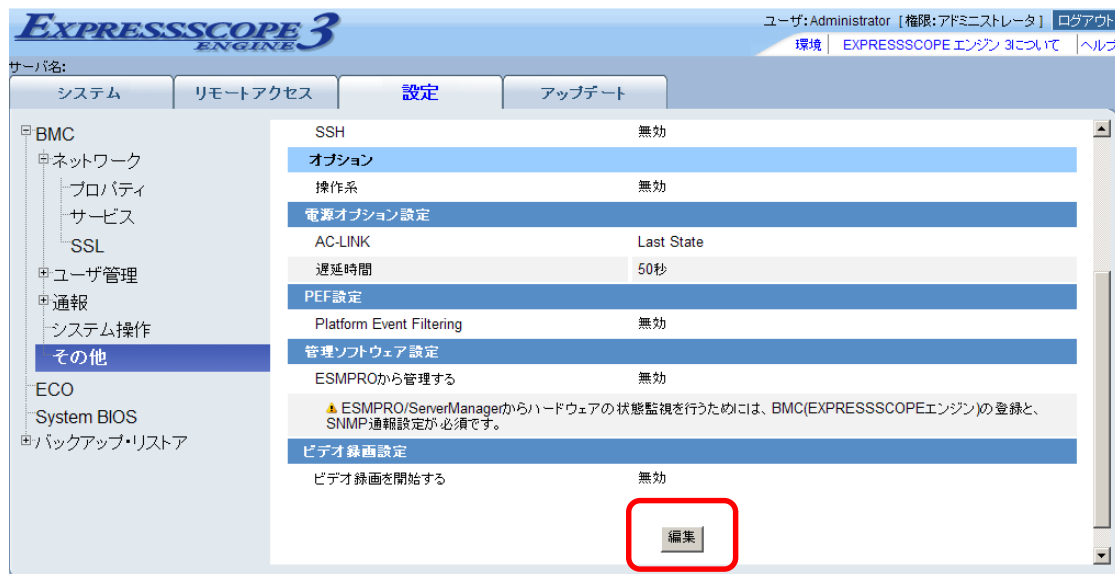 EXPRESSSCOPE ENGINE 3
ユーザ:Administrator [権限:アドミニストレータ] ログアウト
環境 EXPRESSSCOPE エンジン 3について ヘルプ
サーバ名:
システム リモートアクセス 設定 アップデート
BMC
ネットワーク
プロパティ
サービス
SSL
ユーザ管理
通報
システム操作
その他
ECO
System BIOS
バックアップ・リストア
SSH 無効
オプション
操作系 無効
電源オプション設定
AC-LINK Last State
遅延時間 50秒
PEF設定
Platform Event Filtering 無効
管理ソフトウェア設定
ESMPROから管理する 無効
ESMPRO/ServerManagerからハードウェアの状態監視を行うためには、BMC(EXPRESSSCOPEエンジン)の登録と、
SNMP通報設定が必須です。
ビデオ録画設定
ビデオ録画を開始する 無効
編集